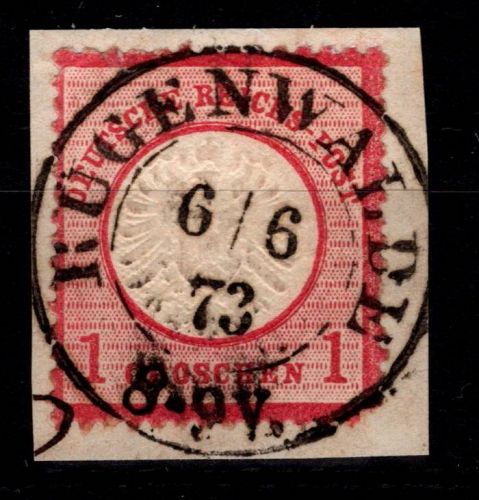 RUGENWALDE
DEUTSCHE REICHS-POST
6/6
73
1 GROSCHEN 1
8-9V